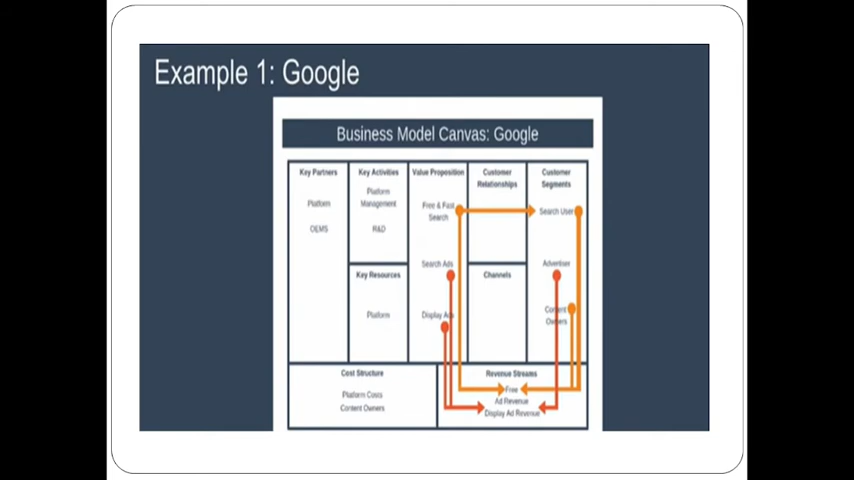 Example 1: Google
Business Model Canvas: Google
Key Partners
Platform
OEMS
Key Activities
Platform
Management
R&D
Key Resources
Platform
Value Proposition
Free & Fast
Search
Search Ads
Display Ads
Customer
Relationships
Channels
Customer
Segments
Search User
Advertiser
Content
Owners
Cost Structure
Platform Costs
Content Owners
Revenue Streams
Free
Ad Revenue
Display Ad Revenue